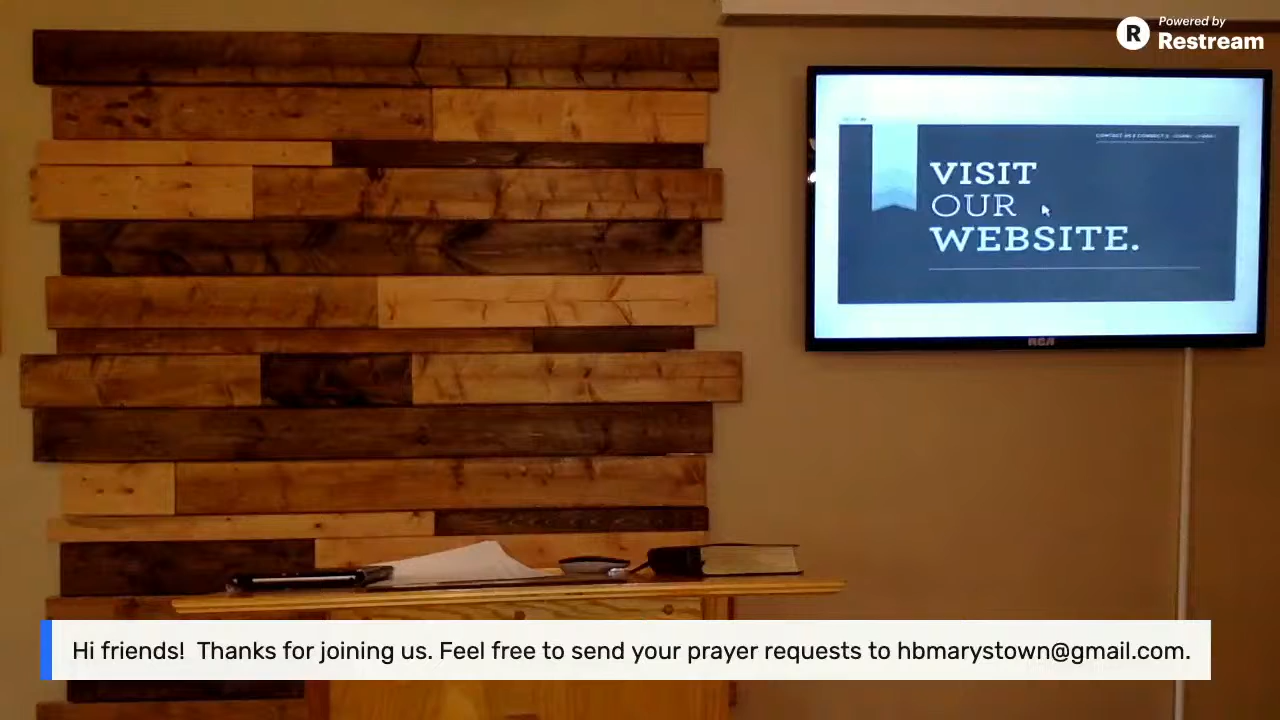 Powered by
R Restream
VISIT
OUR
WEBSITE.
RCA
Hi friends!  Thanks for joining us. Feel free to send your prayer requests to hbmarystown@gmail.com.